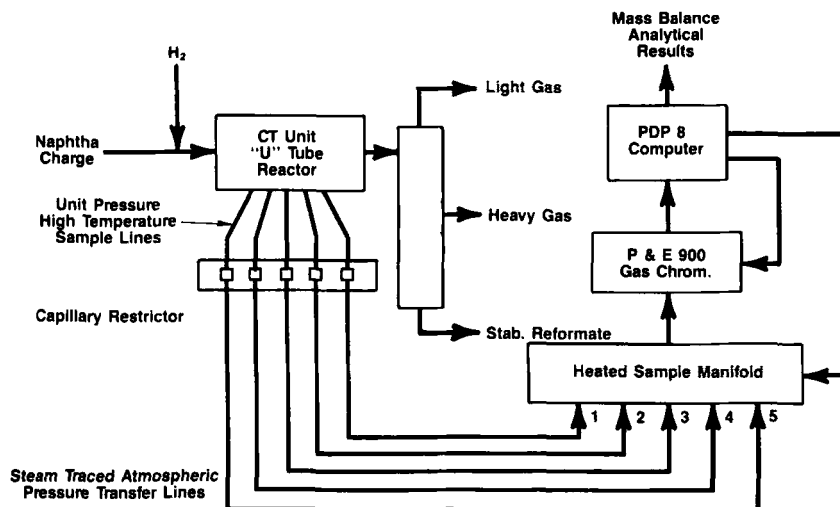 Mass Balance
Analytical
Results
H₂
Light Gas
CT Unit
"U" Tube
Reactor
PDP 8
Computer
Naphtha
Charge
Unit Pressure
High Temperature
Sample Lines
Heavy Gas
P & E 900
Gas Chrom.
Capillary Restrictor
Stab. Reformate
Heated Sample Manifold
1
2
3
4
5
Steam Traced Atmospheric
Pressure Transfer Lines